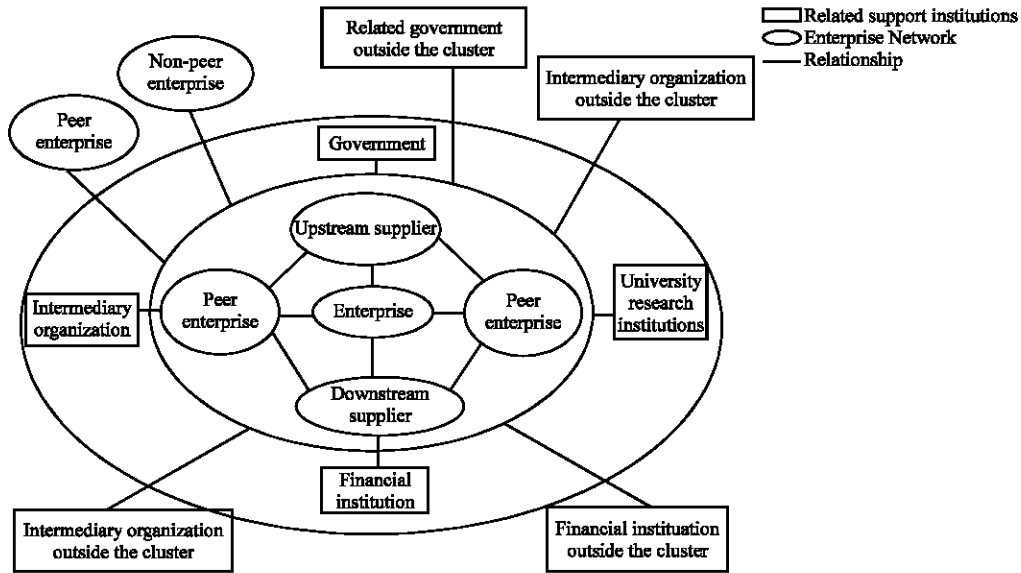 Related support institutions
Enterprise Network
Relationship
Related government
outside the cluster
Non-peer
enterprise
Intermediary organization
outside the cluster
Peer
enterprise
Government
Upstream supplier
Intermediary
organization
Peer
enterprise
Enterprise
Peer
enterprise
University
research
institutions
Downstream
supplier
Financial
institution
Intermediary organization
outside the cluster
Financial instituation
outside the cluster